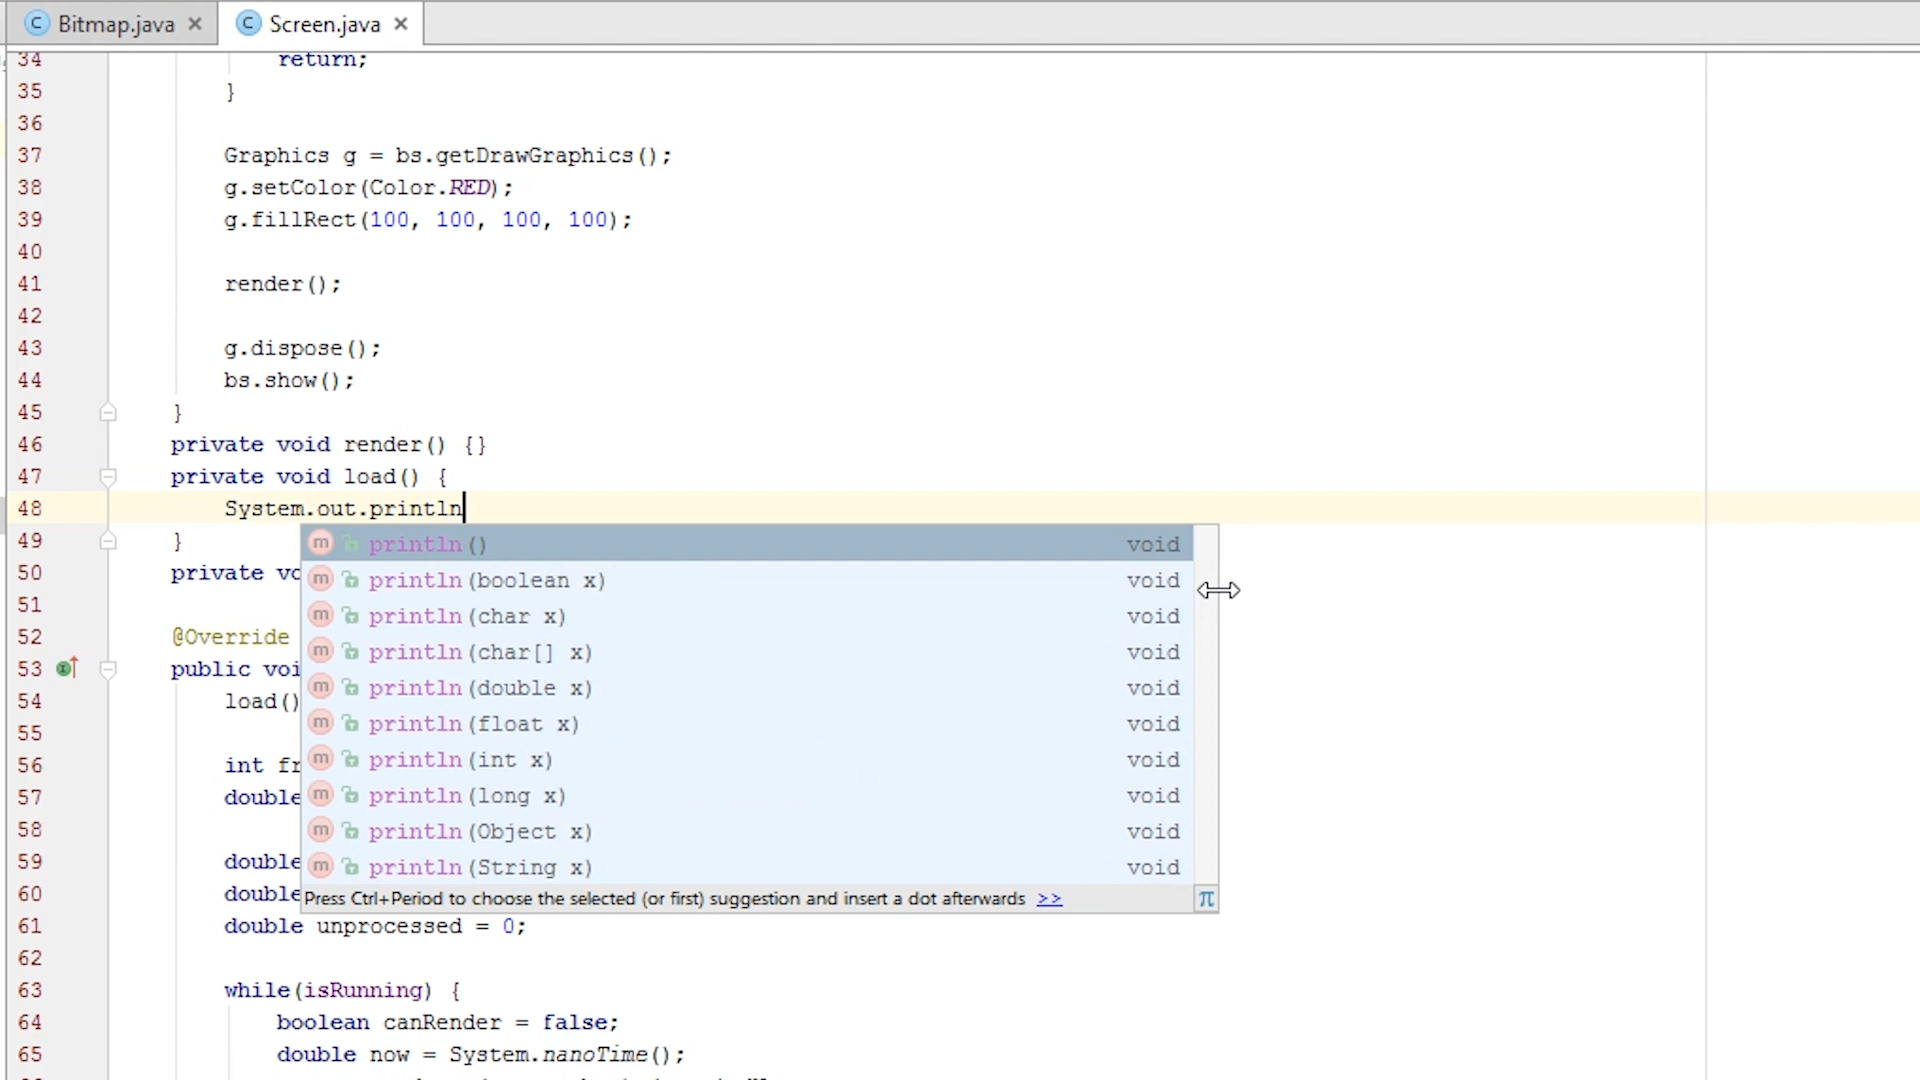 Bitmap.java
Screen.java
34 return;
35 }
36
37 Graphics g = bs.getDrawGraphics();
38 g.setColor(Color.RED);
39 g.fillRect(100, 100, 100, 100);
40
41 render();
42
43 g.dispose();
44 bs.show();
45 }
46 private void render() {}
47 private void load() {
48 System.out.println
49 }
println() void
println(boolean x) void
println(char x) void
println(char[] x) void
println(double x) void
println(float x) void
println(int x) void
println(long x) void
println(Object x) void
println(String x) void
Press Ctrl+Period to choose the selected (or first) suggestion and insert a dot afterwards >> π
50 private vo
51
52 @Override
53 public voi
54 load()
55
56 int fr
57 double
58
59 double
60 double
61 double unprocessed = 0;
62
63 while(isRunning) {
64 boolean canRender = false;
65 double now = System.nanoTime();